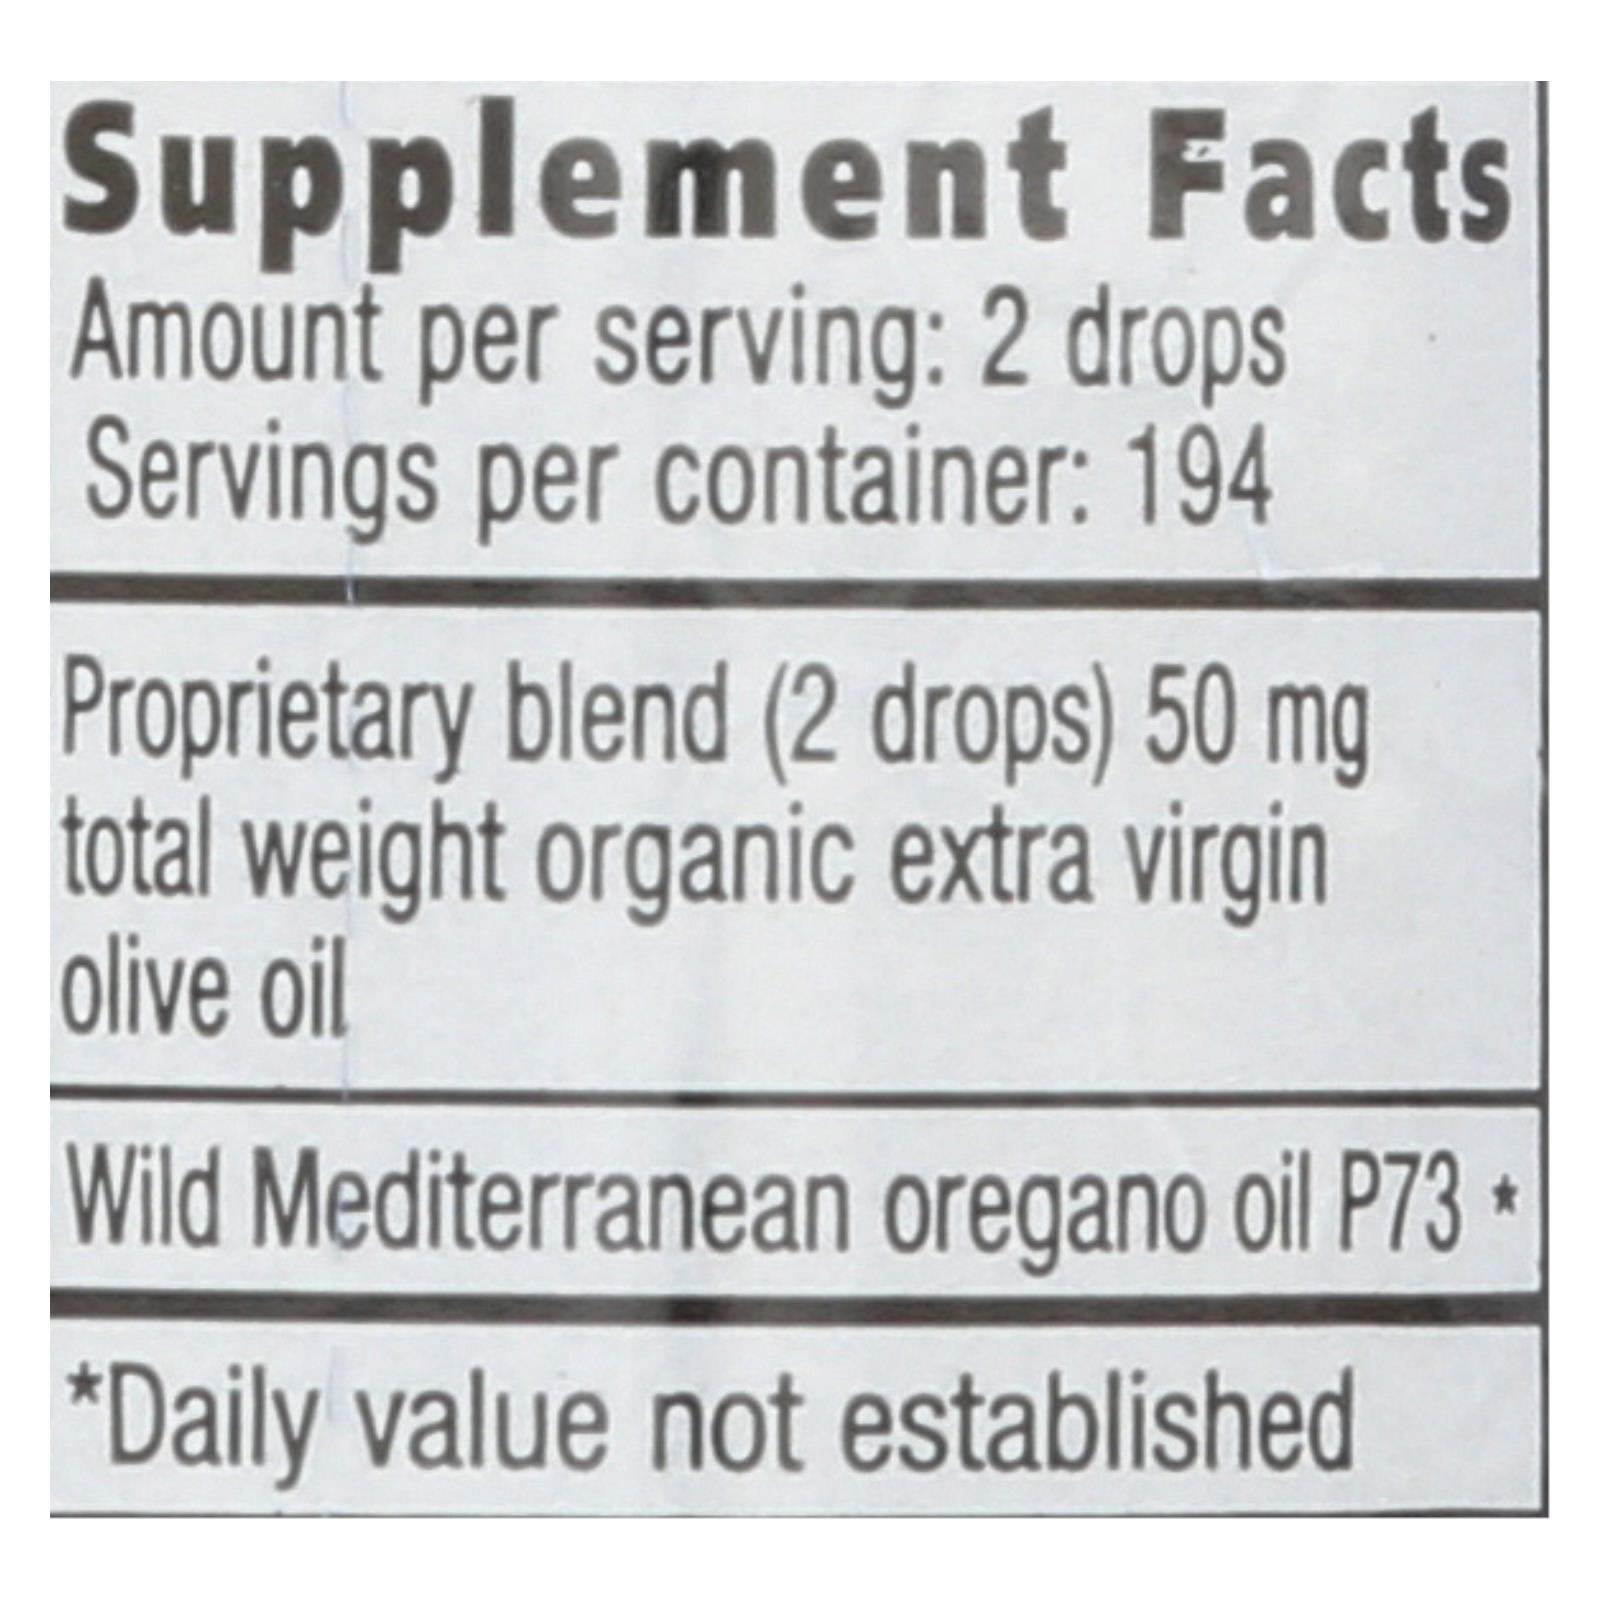 Supplement Facts
Amount per serving: 2 drops
Servings per container: 194
Proprietary blend (2 drops) 50 mg
total weight organic extra virgin
olive oil
Wild Mediterranean oregano oil P73 *
*Daily value not established